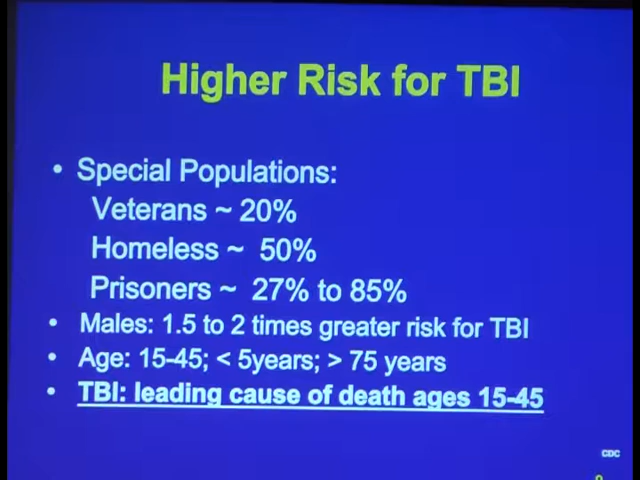 Higher Risk for TBI
• Special Populations:
Veterans ~ 20%
Homeless ~ 50%
Prisoners ~ 27% to 85%
• Males: 1.5 to 2 times greater risk for TBI
• Age: 15-45; < 5years; > 75 years
• TBI: leading cause of death ages 15-45
CDC